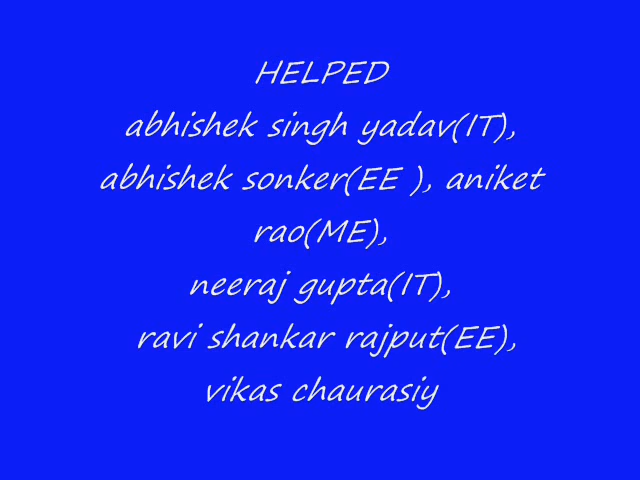 HELPED
abhishek singh yadav(IT),
abhishek sonker(EE ), aniket
rao(ME),
neeraj gupta(IT),
ravi shankar rajput(EE),
vikas chaurasiy